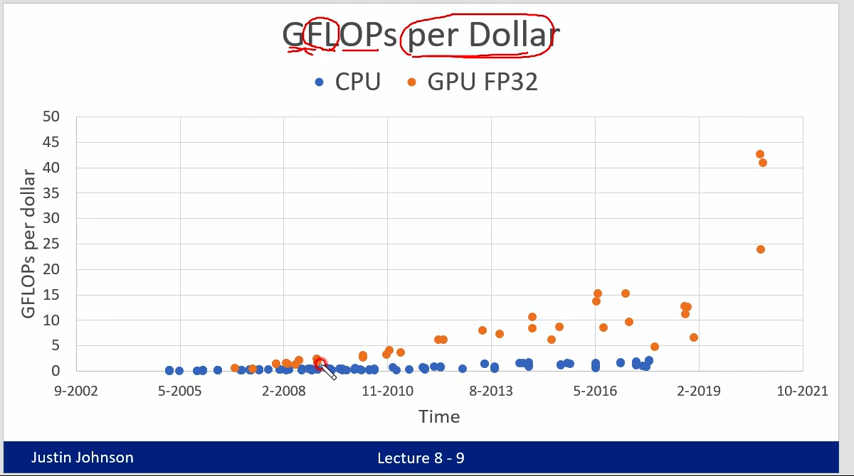 GFLOPs per Dollar
CPU GPU FP32
50
45
40
35
30
25
20
15
10
5
0
GFLOPs per dollar
9-2002 5-2005 2-2008 11-2010 8-2013 5-2016 2-2019 10-2021
Time
Justin Johnson Lecture 8 - 9